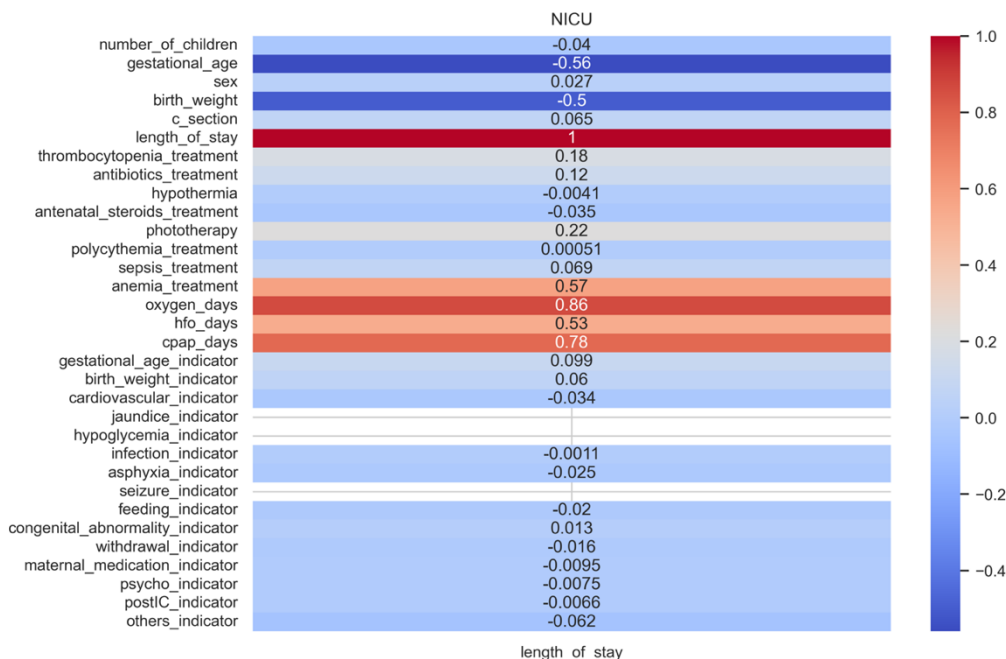 NICU
number_of_children -0.04
gestational_age -0.56
sex 0.027
birth_weight -0.5
c_section 0.065
length_of_stay 1
thrombocytopenia_treatment 0.18
antibiotics_treatment 0.12
hypothermia -0.0041
antenatal_steroids_treatment -0.035
phototherapy 0.22
polycythemia_treatment 0.00051
sepsis_treatment 0.069
anemia_treatment 0.57
oxygen_days 0.86
hfo_days 0.53
cpap_days 0.78
gestational_age_indicator 0.099
birth_weight_indicator 0.06
cardiovascular_indicator -0.034
jaundice_indicator
hypoglycemia_indicator
infection_indicator -0.0011
asphyxia_indicator -0.025
seizure_indicator
feeding_indicator -0.02
congenital_abnormality_indicator 0.013
withdrawal_indicator -0.016
maternal_medication_indicator -0.0095
psycho_indicator -0.0075
postIC_indicator -0.0066
others_indicator -0.062
length_of_stay
1.0
0.8
0.6
0.4
0.2
0.0
−0.2
−0.4